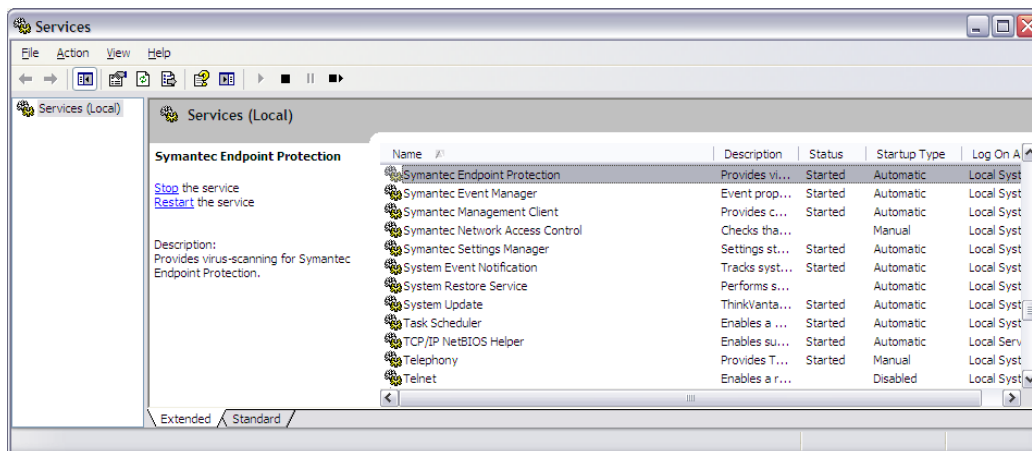 Services
File Action View Help
Services (Local)
Services (Local)
Symantec Endpoint Protection
Stop the service
Restart the service
Description:
Provides virus-scanning for Symantec
Endpoint Protection.
Name Description Status Startup Type Log On A
Symantec Endpoint Protection Provides vi... Started Automatic Local Syst
Symantec Event Manager Event prop... Started Automatic Local Syst
Symantec Management Client Provides c... Started Automatic Local Syst
Symantec Network Access Control Checks tha... Manual Local Syst
Symantec Settings Manager Settings st... Started Automatic Local Syst
System Event Notification Tracks syst... Started Automatic Local Syst
System Restore Service Performs s... Automatic Local Syst
System Update ThinkVanta... Started Automatic Local Syst
Task Scheduler Enables a ... Started Automatic Local Syst
TCP/IP NetBIOS Helper Enables su... Started Automatic Local Serv
Telephony Provides T... Started Manual Local Syst
Telnet Enables a r... Disabled Local Syst
Extended Standard